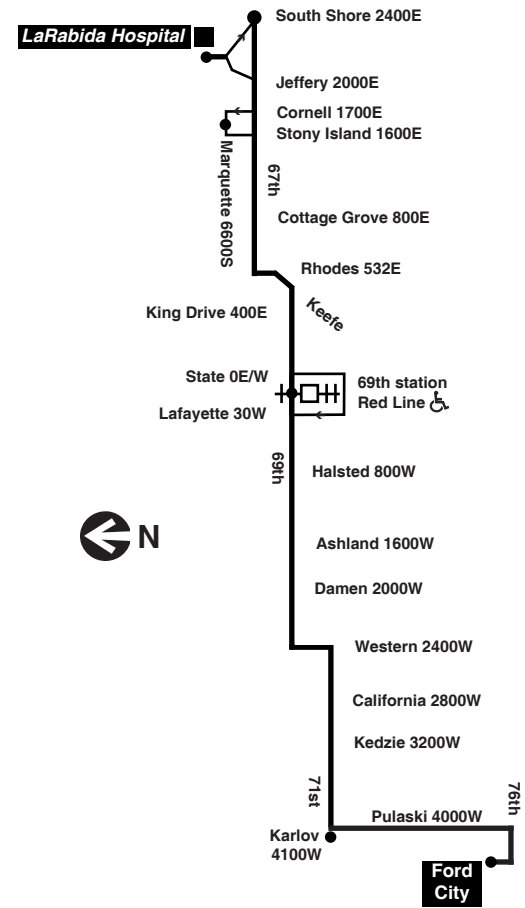 South Shore 2400E
LaRabida Hospital
Jeffery 2000E
Cornell 1700E
Stony Island 1600E
Marquette 6600S
67th
Cottage Grove 800E
Rhodes 532E
Keefe
King Drive 400E
State 0E/W
69th station
Red Line
Lafayette 30W
69th
Halsted 800W
N
Ashland 1600W
Damen 2000W
Western 2400W
California 2800W
Kedzie 3200W
71st
76th
Pulaski 4000W
Karlov
4100W
Ford
City